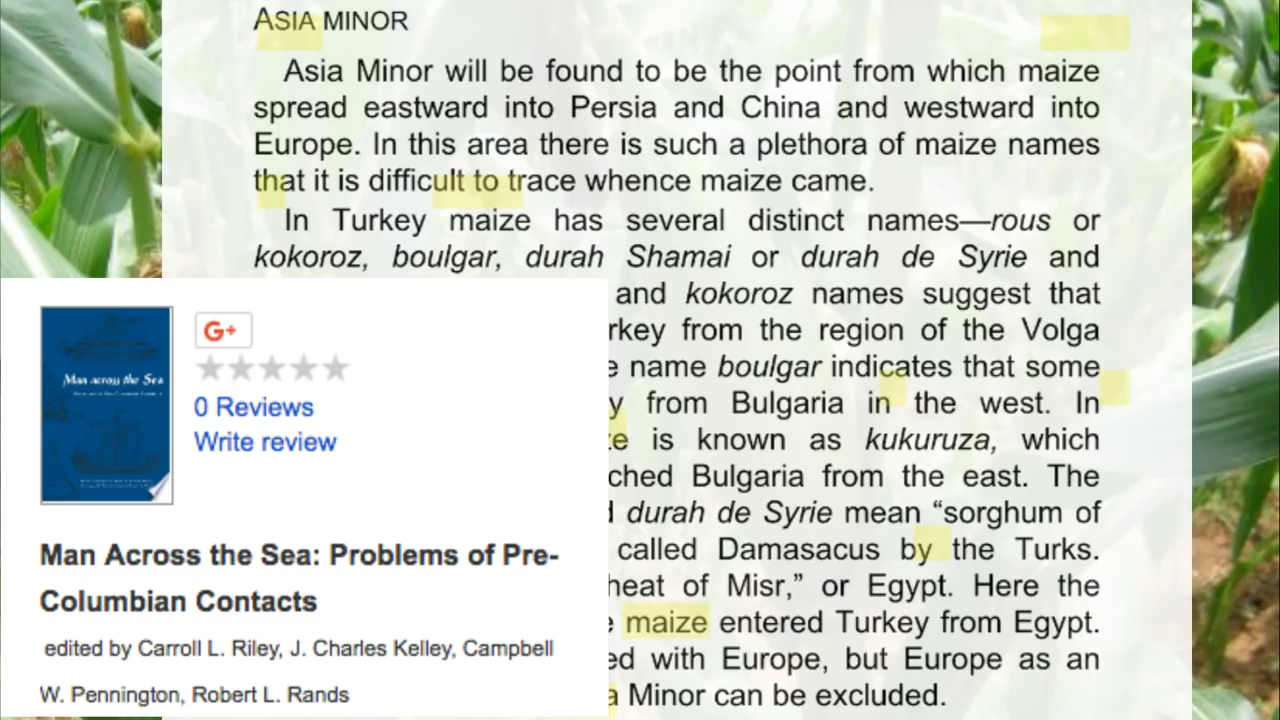 ASIA MINOR
Asia Minor will be found to be the point from which maize
spread eastward into Persia and China and westward into
Europe. In this area there is such a plethora of maize names
that it is difficult to trace whence maize came.
In Turkey maize has several distinct names—rous or
kokoroz, boulgar, durah Shamai or durah de Syrie and
and kokoroz names suggest that
rkey from the region of the Volga
e name boulgar indicates that some
y from Bulgaria in the west. In
ze is known as kukuruza, which
ched Bulgaria from the east. The
d durah de Syrie mean “sorghum of
called Damasacus by the Turks.
heat of Misr,” or Egypt. Here the
e maize entered Turkey from Egypt.
ed with Europe, but Europe as an
a Minor can be excluded.
Man across the Sea
G+
0 Reviews
Write review
Man Across the Sea: Problems of Pre-
Columbian Contacts
edited by Carroll L. Riley, J. Charles Kelley, Campbell
W. Pennington, Robert L. Rands